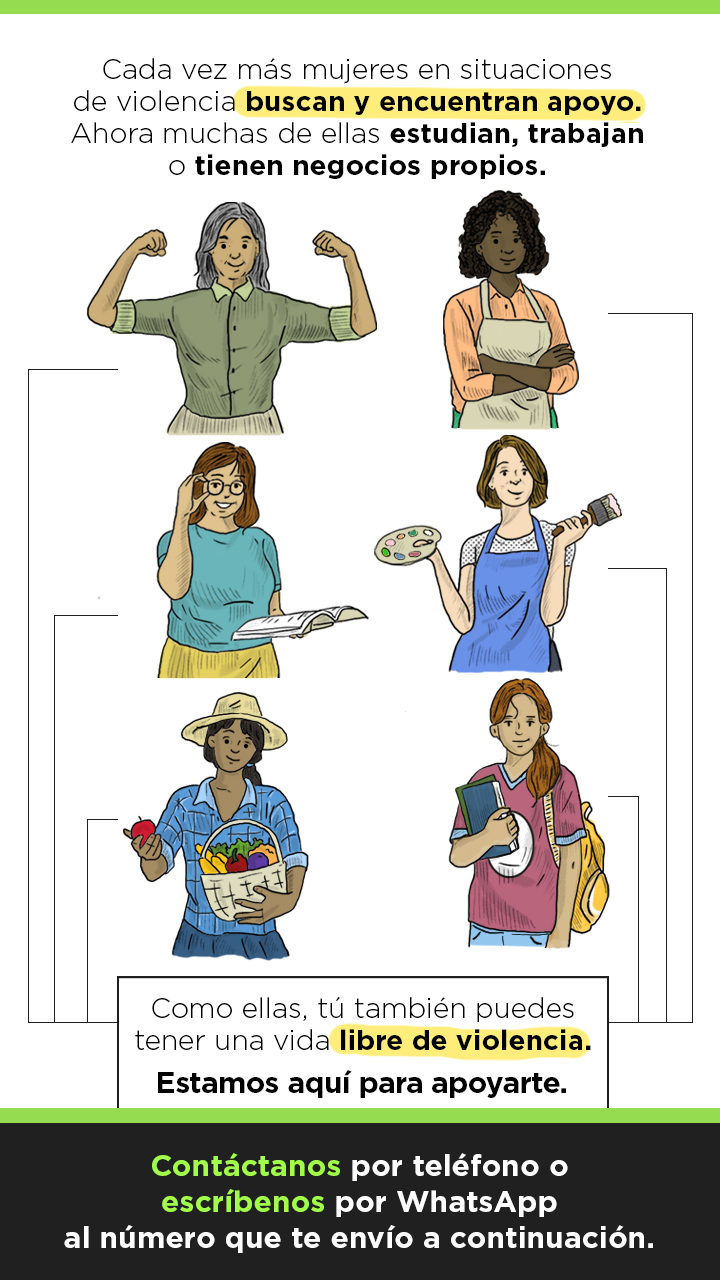 Cada vez más mujeres en situaciones
de violencia buscan y encuentran apoyo.
Ahora muchas de ellas estudian, trabajan
o tienen negocios propios.
Como ellas, tú también puedes
tener una vida libre de violencia.
Estamos aquí para apoyarte.
Contáctanos por teléfono o
escríbenos por WhatsApp
al número que te envío a continuación.